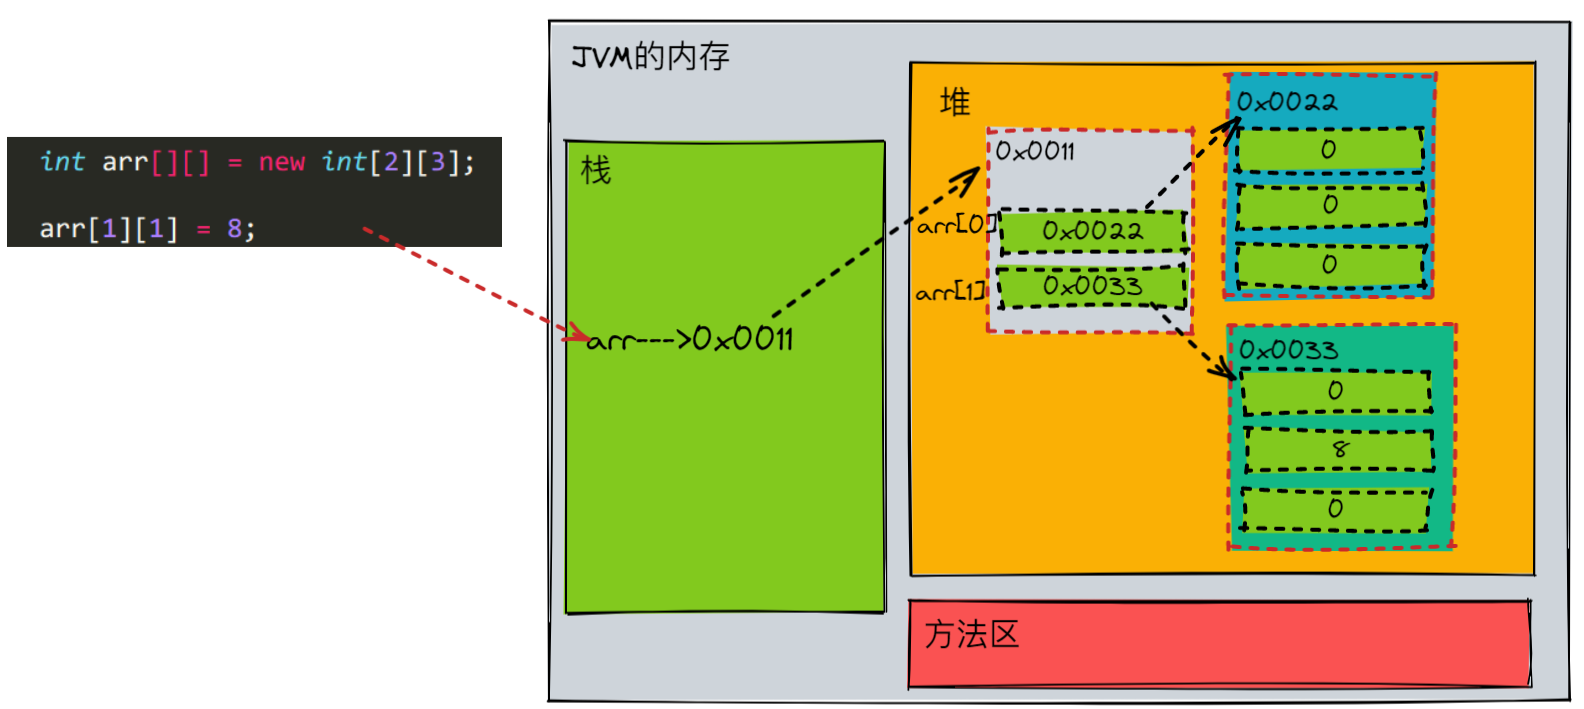 int arr[][] = new int[2][3];
arr[1][1] = 8;
JVM的内存
栈
arr--->0x0011
堆
0x0011
arr[0]
0x0022
arr[1]
0x0033
0x0022
0
0
0
0x0033
0
8
0
方法区